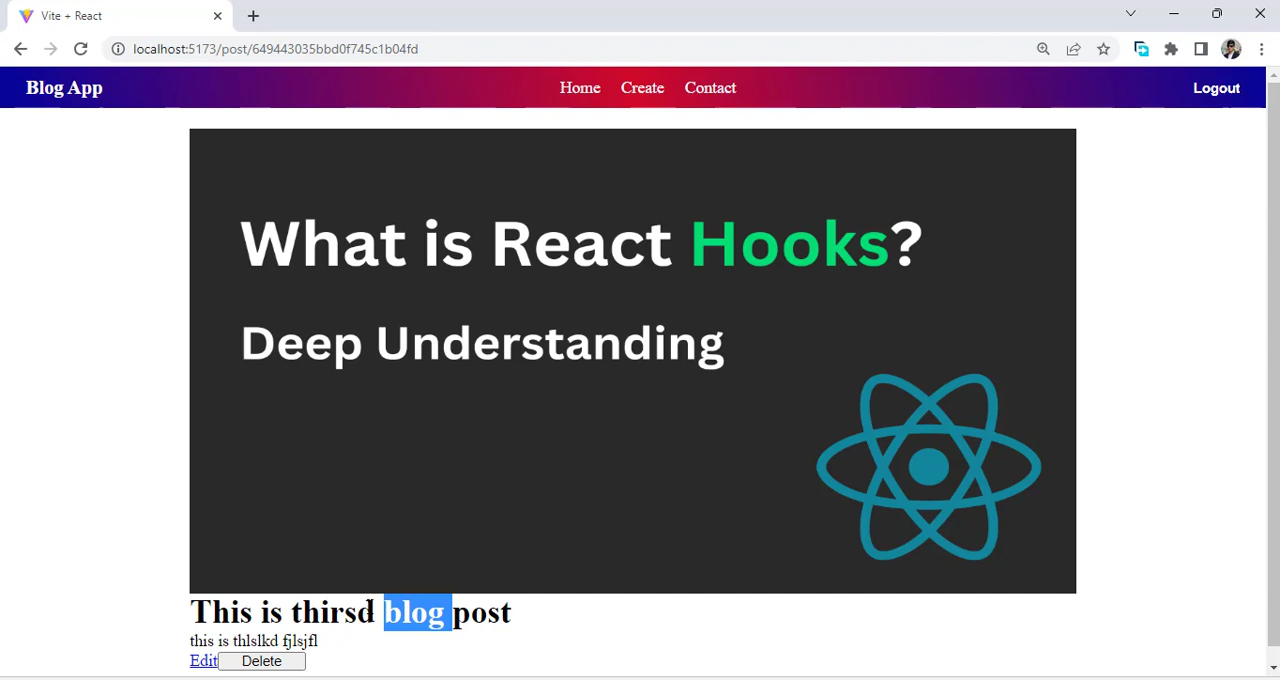 Vite + React
localhost:5173/post/649443035bbd0f745c1b04fd
Blog App Home Create Contact Logout
What is React Hooks?
Deep Understanding
This is thirsd blog post
this is thlslkd fjlsjfl
Edit Delete